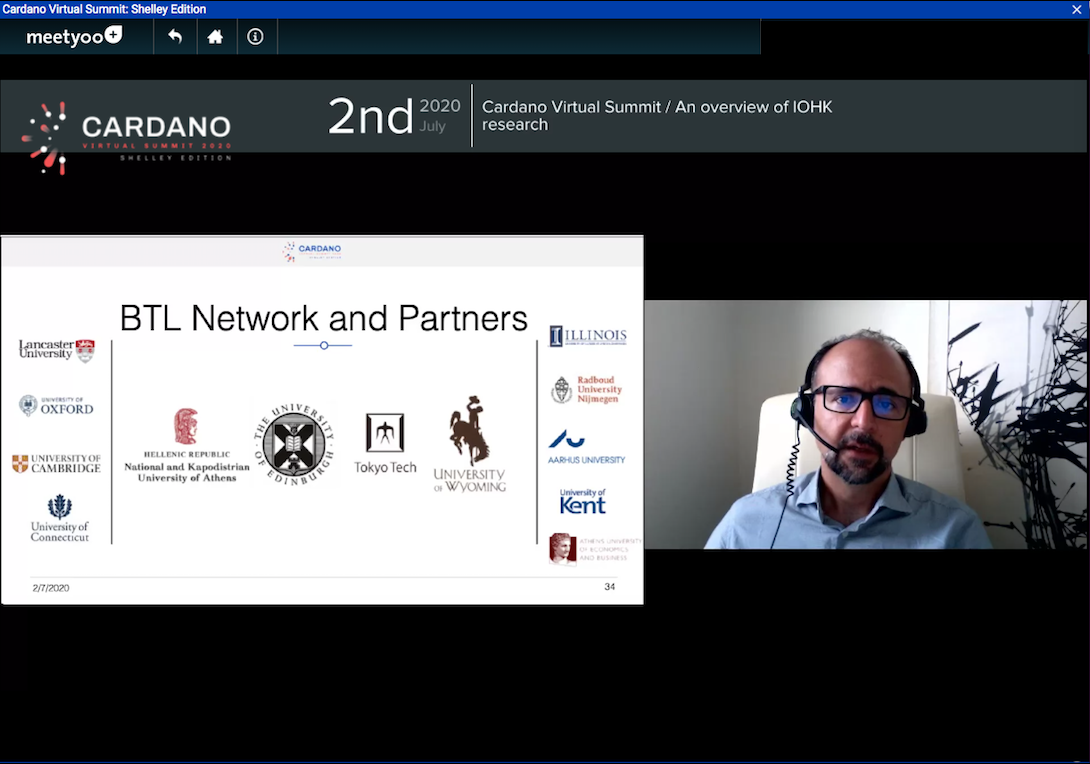 Cardano Virtual Summit: Shelley Edition
meetyoo
CARDANO
VIRTUAL SUMMIT 2020
SHELLEY EDITION
2nd
2020
July
Cardano Virtual Summit / An overview of IOHK
research
CARDANO
BTL Network and Partners
Lancaster
University
UNIVERSITY OF
OXFORD
UNIVERSITY OF
CAMBRIDGE
University of
Connecticut
HELLENIC REPUBLIC
National and Kapodistrian
University of Athens
THE UNIVERSITY OF EDINBURGH
Tokyo Tech
UNIVERSITY
OF WYOMING
ILLINOIS
Radboud
University
Nijmegen
AARHUS UNIVERSITY
University of
Kent
ATHENS UNIVERSITY
OF ECONOMICS
AND BUSINESS
2/7/2020
34